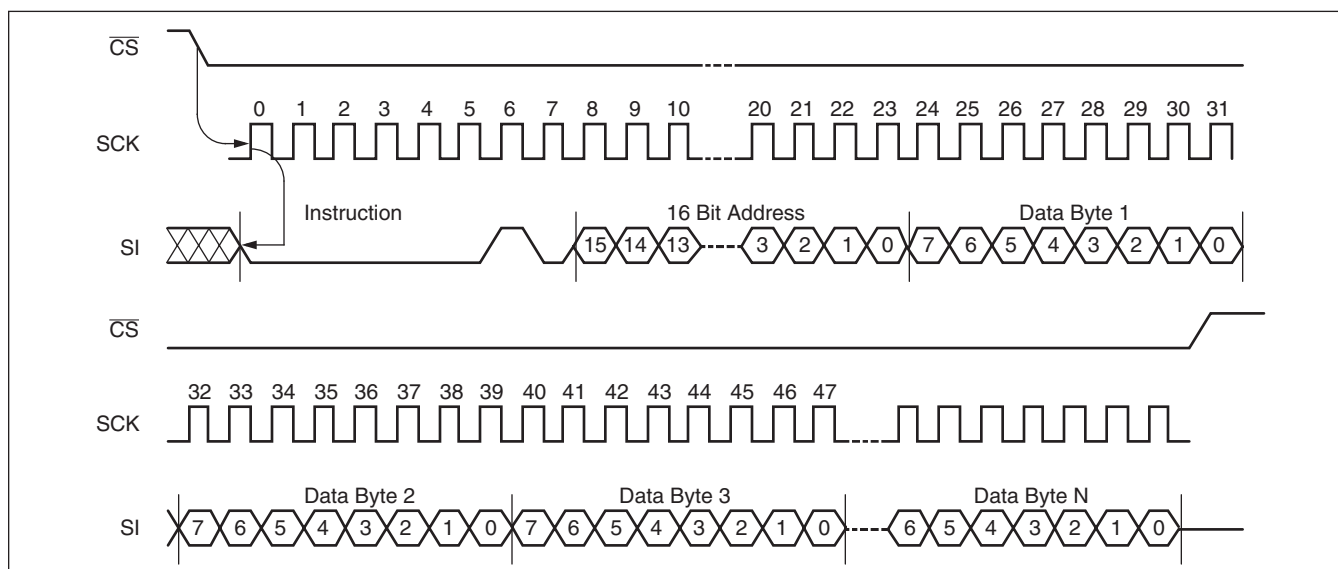 CS
0 1 2 3 4 5 6 7 8 9 10 20 21 22 23 24 25 26 27 28 29 30 31
SCK
Instruction 16 Bit Address Data Byte 1
SI 15 14 13 3 2 1 0 7 6 5 4 3 2 1 0
CS
32 33 34 35 36 37 38 39 40 41 42 43 44 45 46 47
SCK
Data Byte 2 Data Byte 3 Data Byte N
SI 7 6 5 4 3 2 1 0 7 6 5 4 3 2 1 0 6 5 4 3 2 1 0